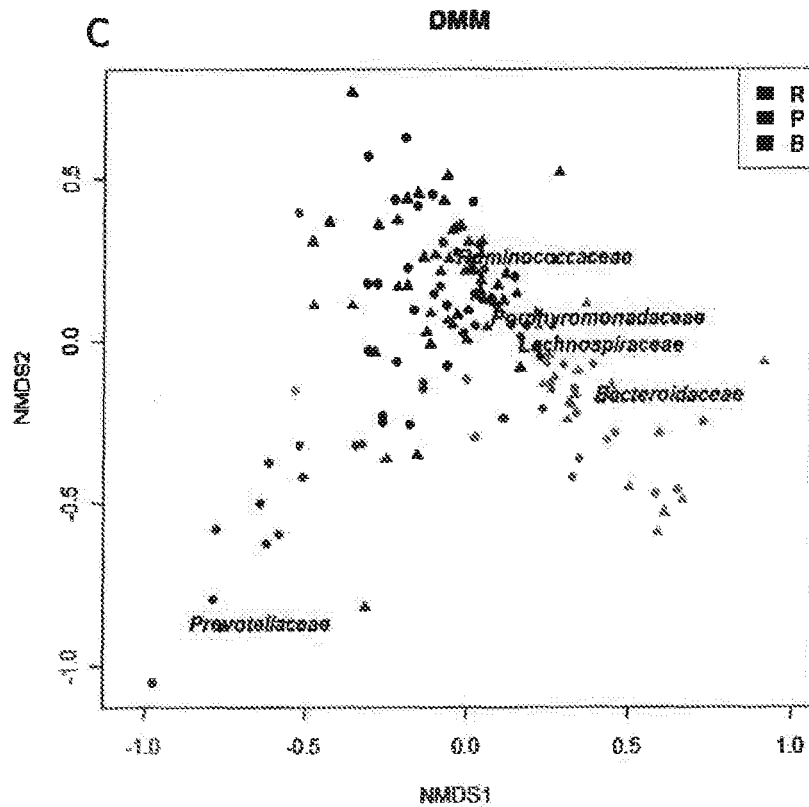 C
DMM
R
P
B
0.5
Ruminococcaceae
Porphyromonadaceae
0.0
Lachnospiraceae
NMDS2
Bacteroidaceae
-0.5
Prevotellaceae
-1.0
-1.0
-0.5
0.0
0.5
1.0
NMDS1